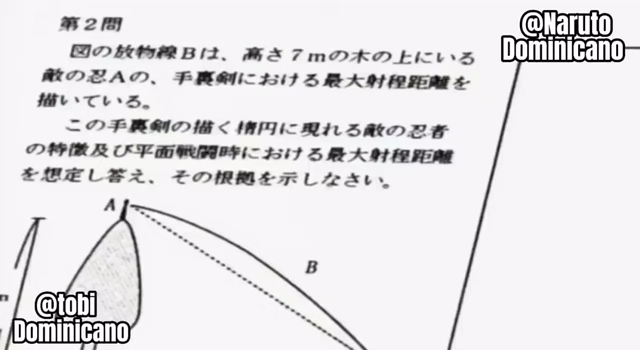 第2問
@Naruto
Dominicano
図の放物線Bは、高さ7mの木の上にいる
敵の忍Aの、手裏剣における最大射程距離を
描いている。
この手裏剣の描く楕円に現れる敵の忍者
の特徴及び平面戦闘時における最大射程距離
を想定し答え、その根拠を示しなさい。
A
B
m
@tobi
Dominicano